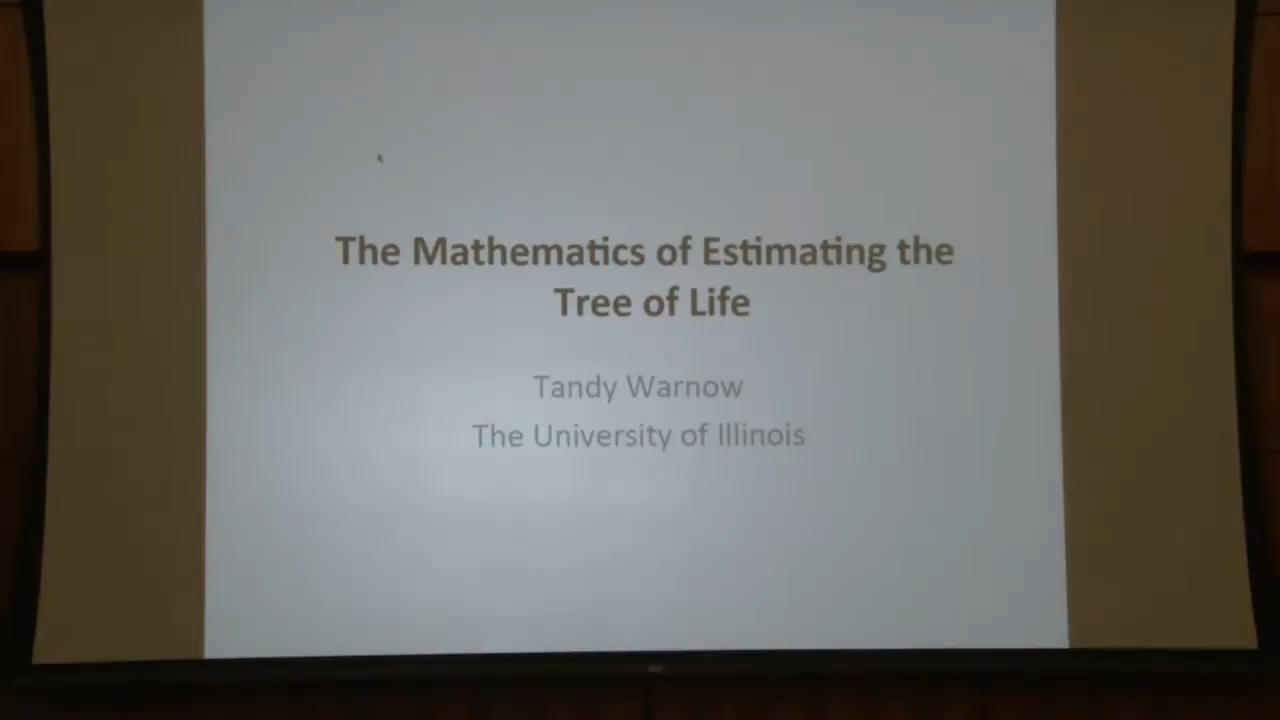 The Mathematics of Estimating the
Tree of Life
Tandy Warnow
The University of Illinois